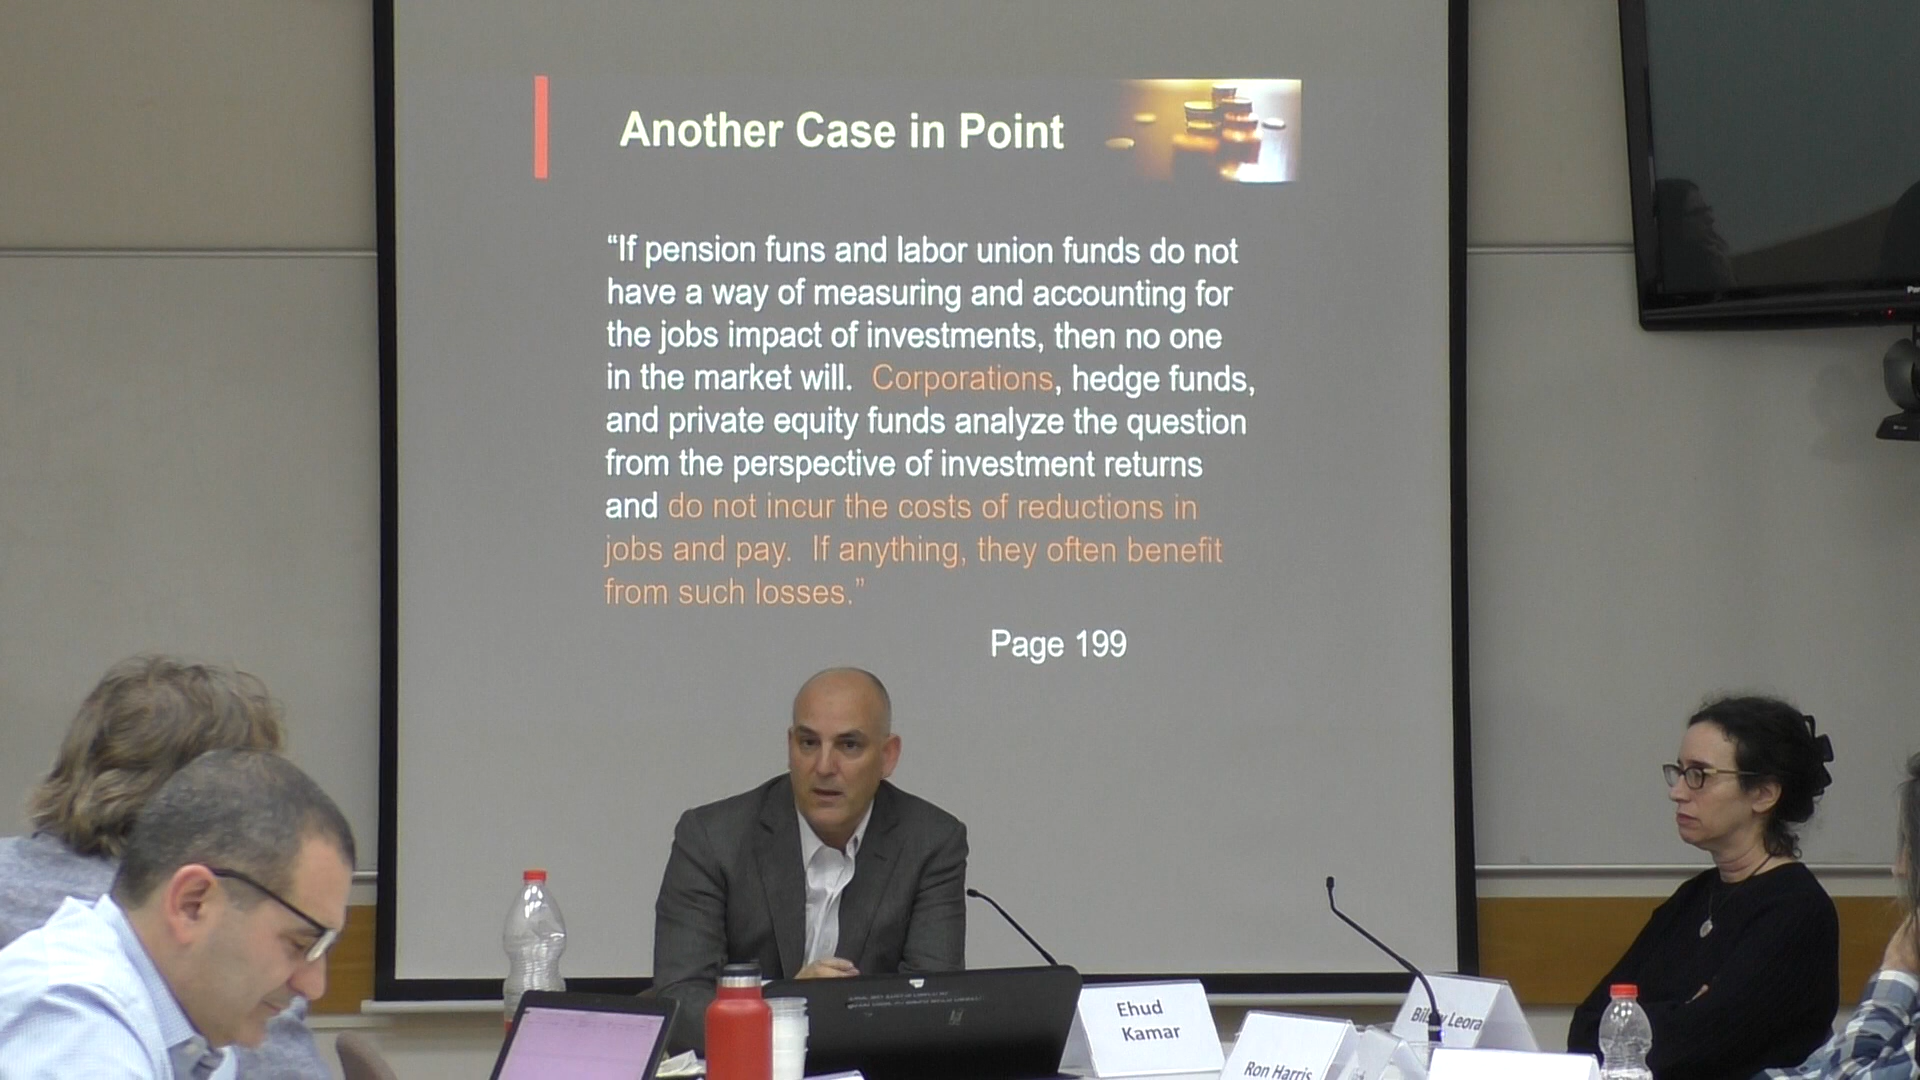 Another Case in Point
“If pension funs and labor union funds do not
have a way of measuring and accounting for
the jobs impact of investments, then no one
in the market will. Corporations, hedge funds,
and private equity funds analyze the question
from the perspective of investment returns
and do not incur the costs of reductions in
jobs and pay. If anything, they often benefit
from such losses.”
Page 199
Ehud
Kamar
Leora
Ron Harris